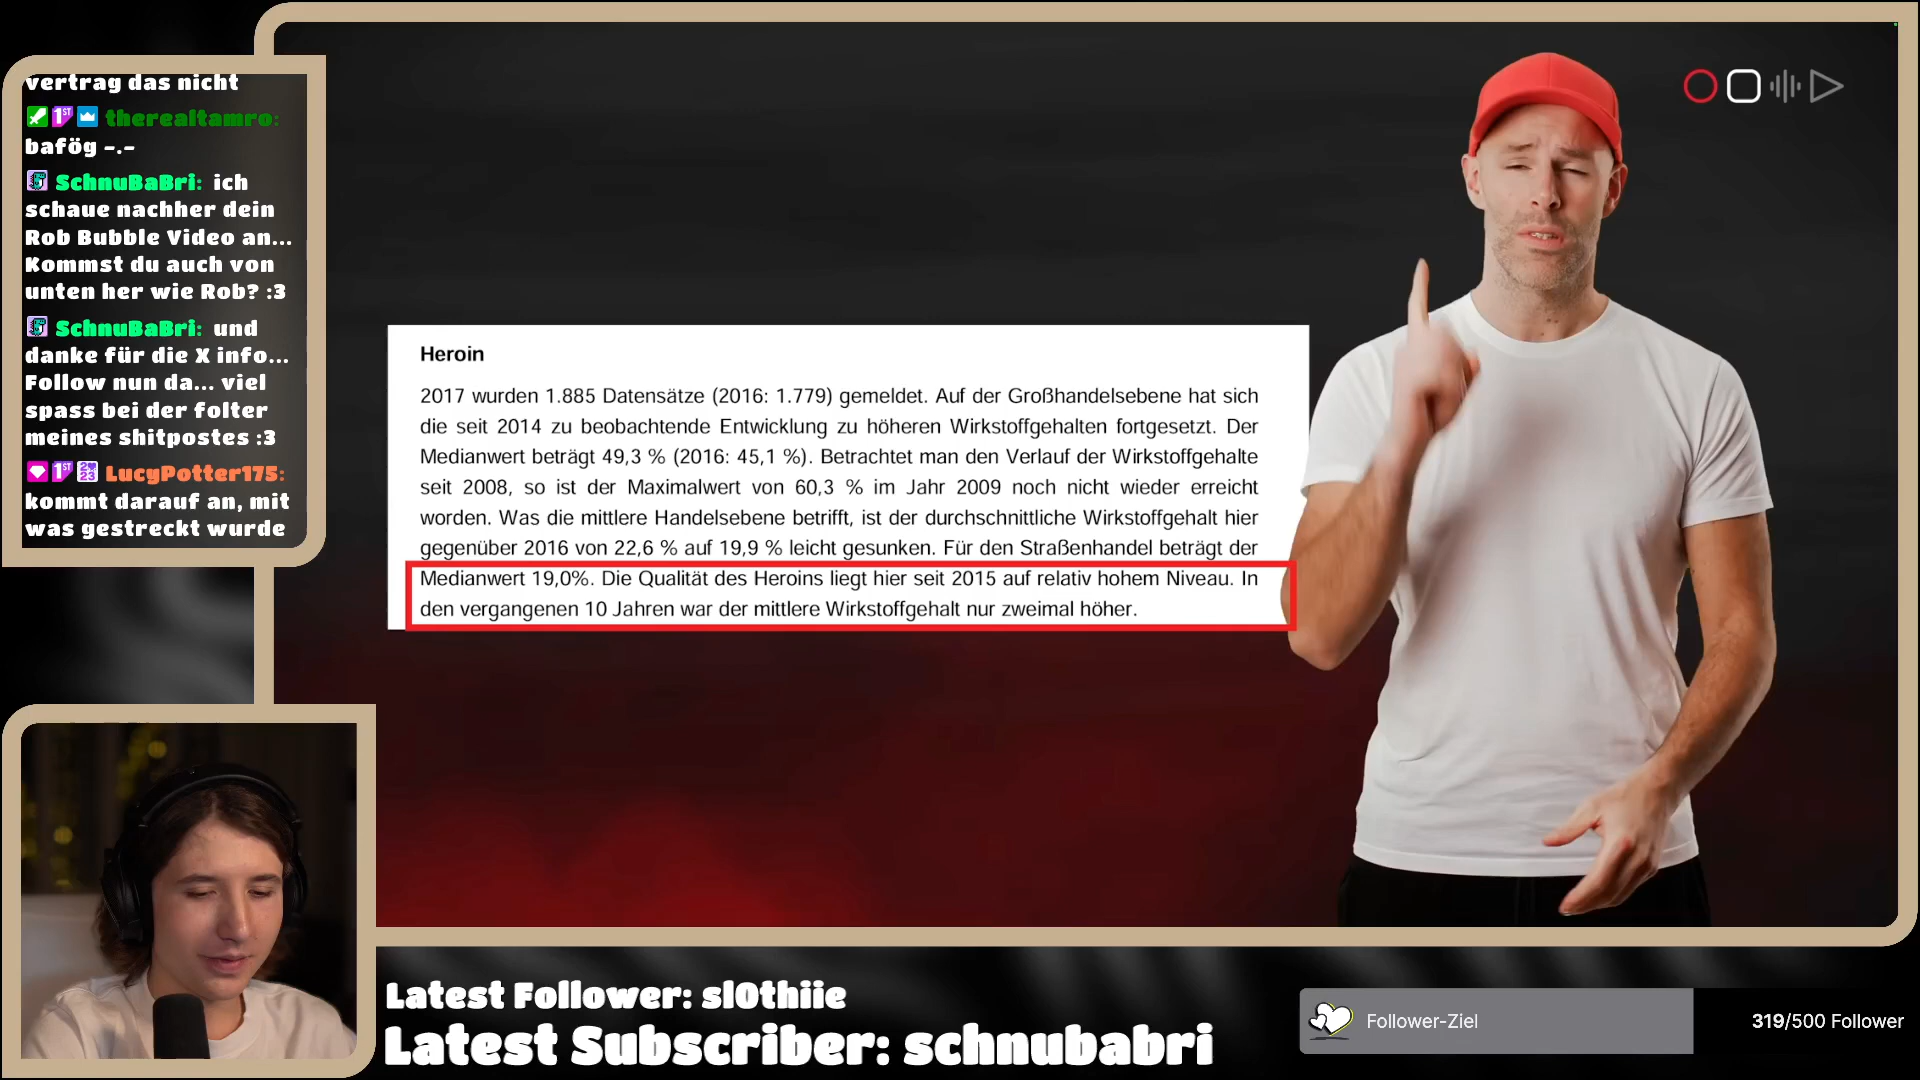 vertrag das nicht
therealtamro:
bafög -.-
SchnuBaBri: ich
schaue nachher dein
Rob Bubble Video an...
Kommst du auch von
unten her wie Rob? :3
SchnuBaBri: und
danke für die X info...
Follow nun da... viel
spass bei der folter
meines shitpostes :3
LucyPotter175:
kommt darauf an, mit
was gestreckt wurde
Heroin
2017 wurden 1.885 Datensätze (2016: 1.779) gemeldet. Auf der Großhandelsebene hat sich
die seit 2014 zu beobachtende Entwicklung zu höheren Wirkstoffgehalten fortgesetzt. Der
Medianwert beträgt 49,3 % (2016: 45,1 %). Betrachtet man den Verlauf der Wirkstoffgehalte
seit 2008, so ist der Maximalwert von 60,3 % im Jahr 2009 noch nicht wieder erreicht
worden. Was die mittlere Handelsebene betrifft, ist der durchschnittliche Wirkstoffgehalt hier
gegenüber 2016 von 22,6 % auf 19,9 % leicht gesunken. Für den Straßenhandel beträgt der
Medianwert 19,0%. Die Qualität des Heroins liegt hier seit 2015 auf relativ hohem Niveau. In
den vergangenen 10 Jahren war der mittlere Wirkstoffgehalt nur zweimal höher.
Latest Follower: sl0thiie
Latest Subscriber: schnubabri
Follower-Ziel
319/500 Follower